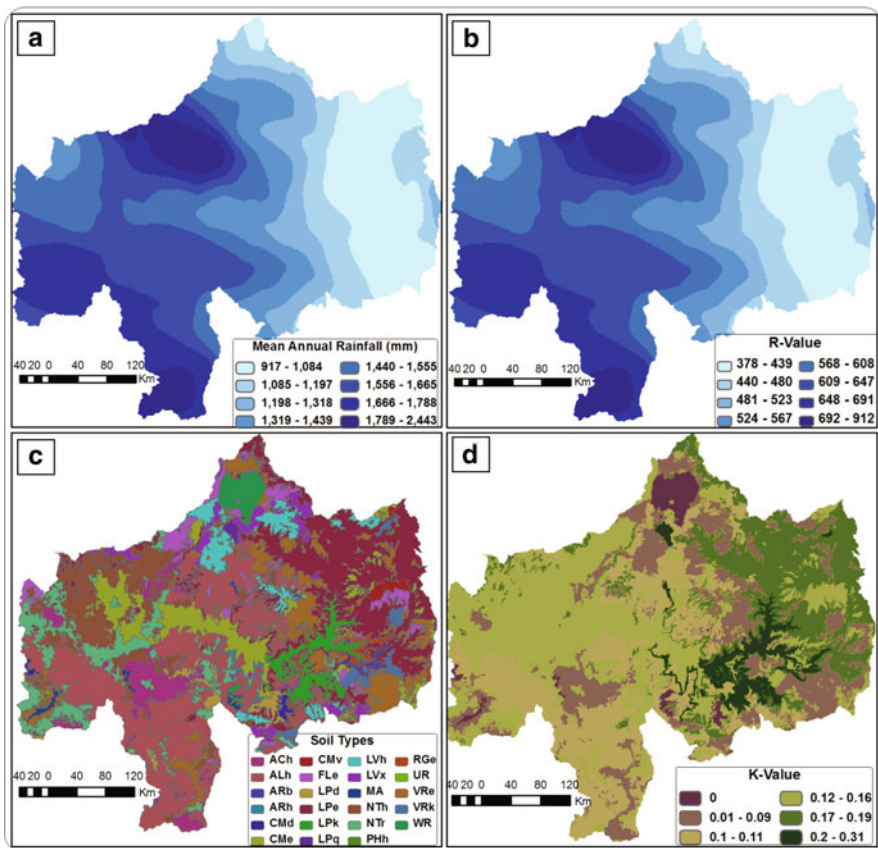 a
Mean Annual Rainfall (mm)
917 - 1,084
1,085 - 1,197
1,198 - 1,318
1,319 - 1,439
1,440 - 1,555
1,556 - 1,665
1,666 - 1,788
1,789 - 2,443
40 20 0 40 80 120
Km
b
R-Value
378 - 439
440 - 480
481 - 523
524 - 567
568 - 608
609 - 647
648 - 691
692 - 912
40 20 0 40 80 120
Km
c
Soil Types
ACh
ALh
ARb
ARh
CMd
CMe
CMv
FLe
LPd
LPe
LPk
LPq
LVh
LVx
MA
NTh
NTr
PHh
RGe
UR
VRe
VRk
WR
40 20 0 40 80 120
Km
d
K-Value
0
0.01 - 0.09
0.1 - 0.11
0.12 - 0.16
0.17 - 0.19
0.2 - 0.31
40 20 0 40 80 120
Km